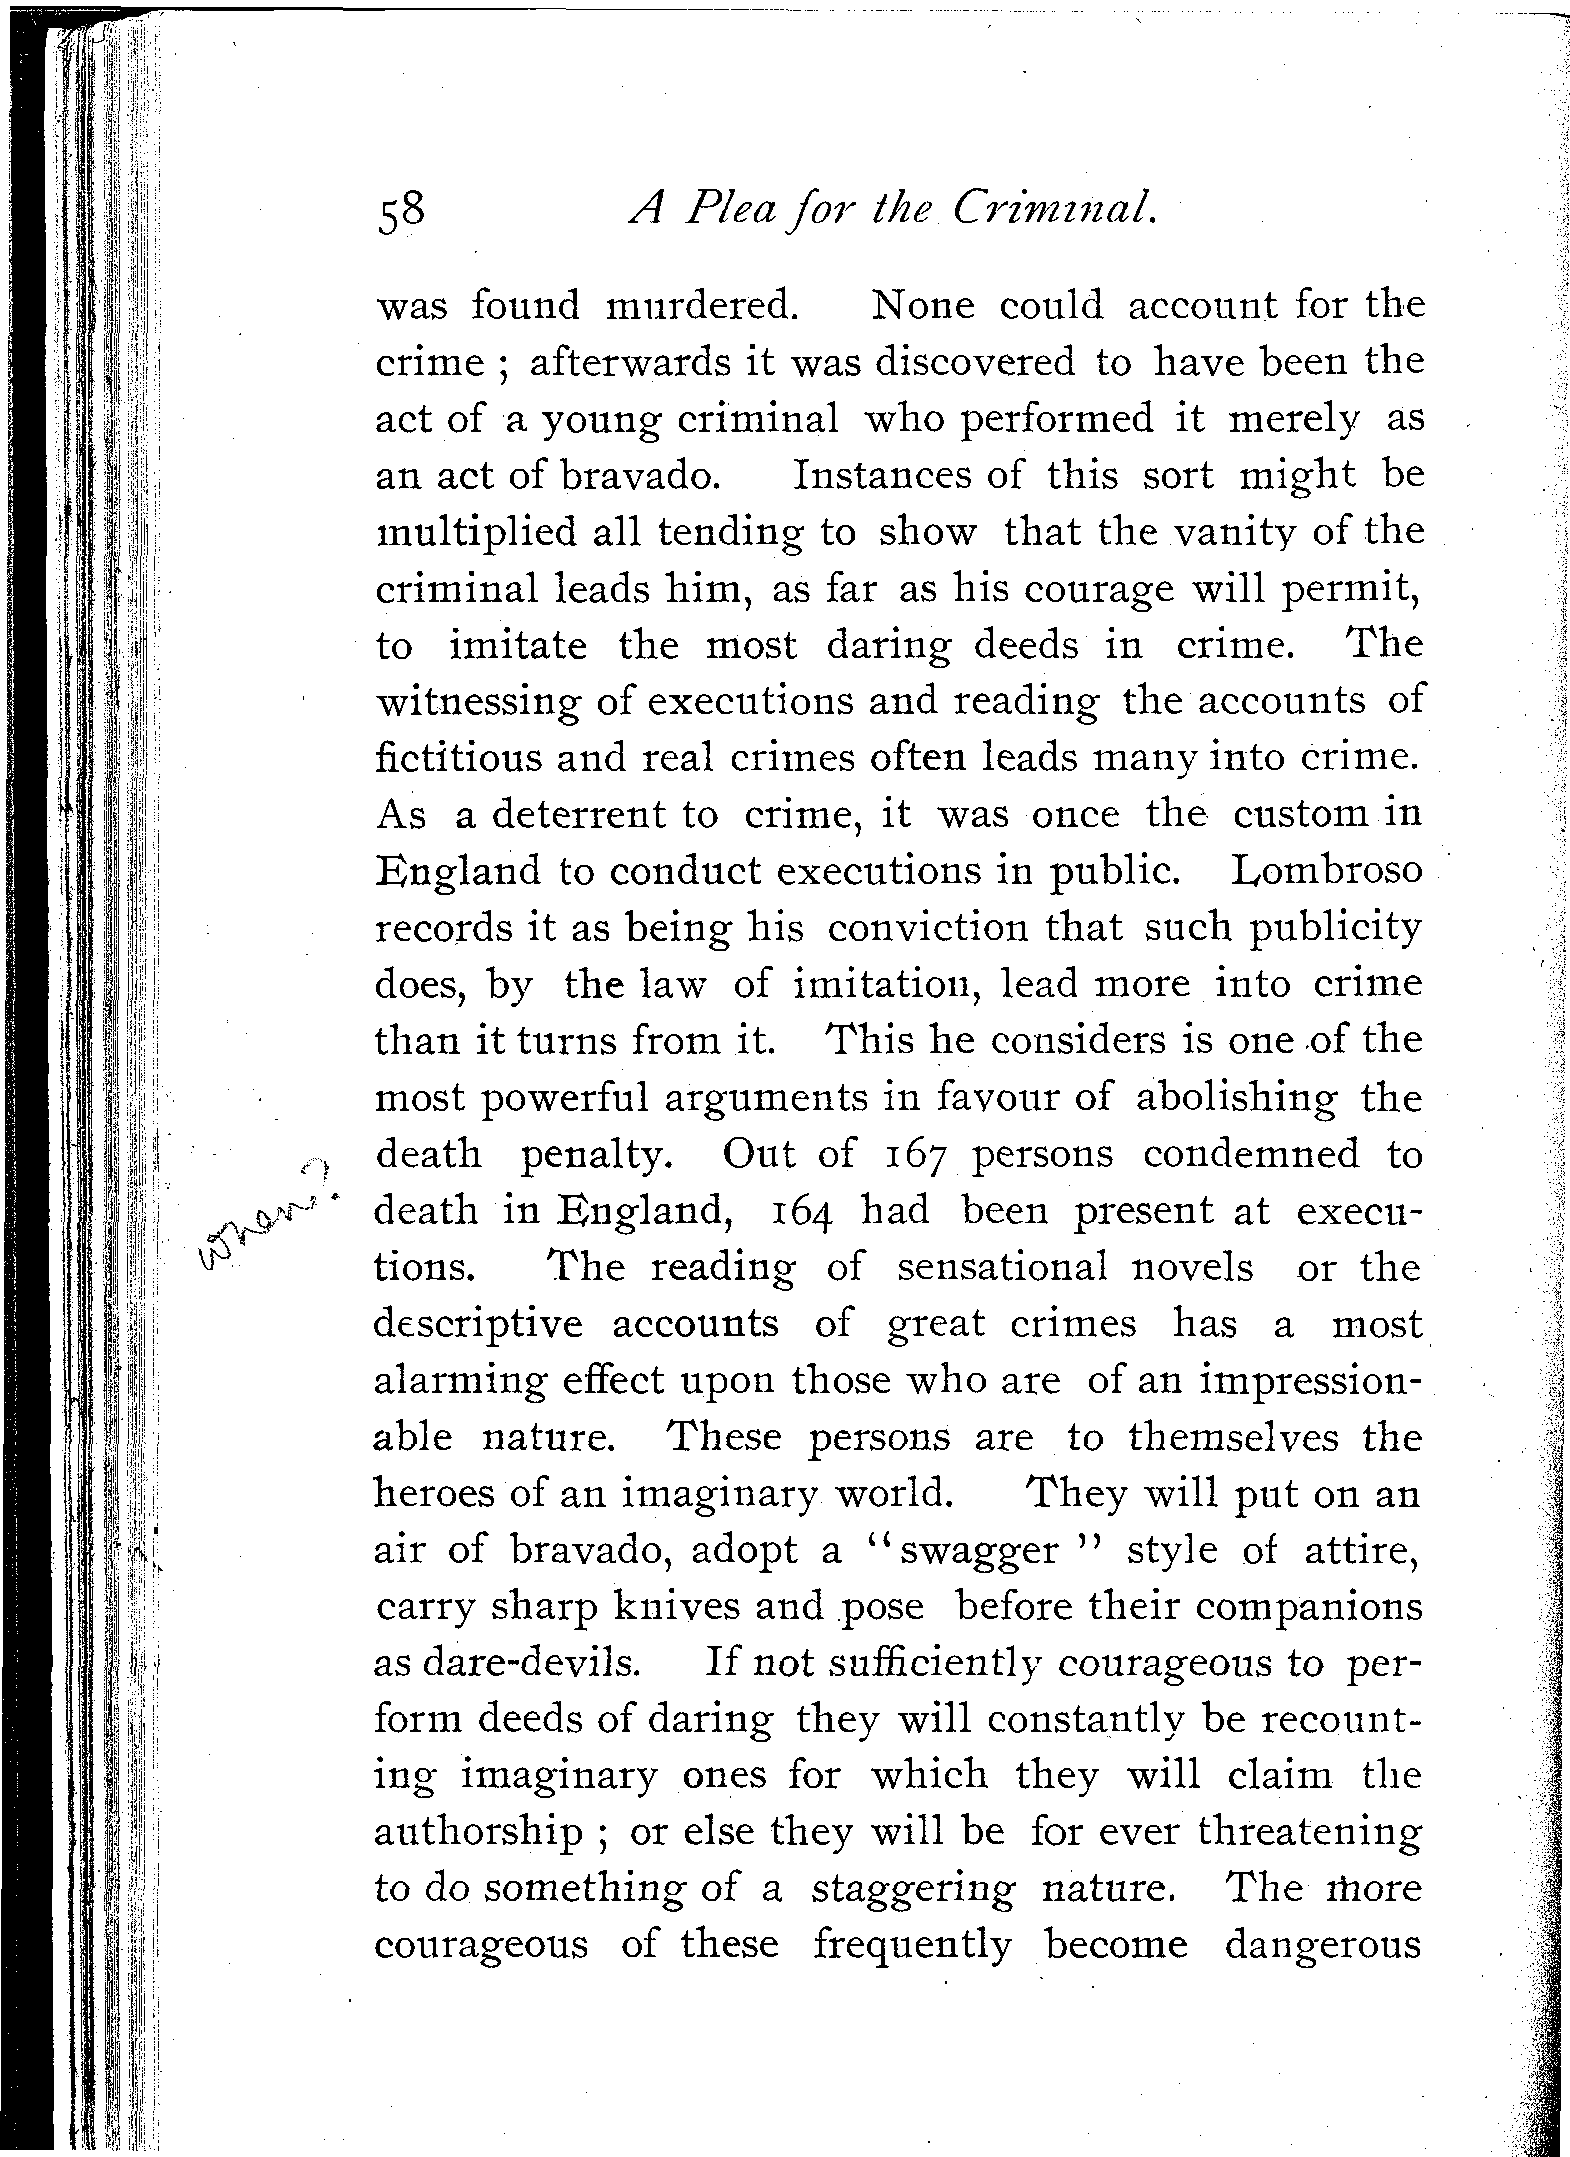 58 A Plea for the Criminal.
was found murdered. None could account for the
crime ; afterwards it was discovered to have been the
act of a young criminal who performed it merely as
an act of bravado. Instances of this sort might be
multiplied all tending to show that the vanity of the
criminal leads him, as far as his courage will permit,
to imitate the most daring deeds in crime. The
witnessing of executions and reading the accounts of
fictitious and real crimes often leads many into crime.
As a deterrent to crime, it was once the custom in
England to conduct executions in public. Lombroso
records it as being his conviction that such publicity
does, by the law of imitation, lead more into crime
than it turns from it. This he considers is one of the
most powerful arguments in favour of abolishing the
death penalty. Out of 167 persons condemned to
when?
death in England, 164 had been present at execu-
tions. The reading of sensational novels or the
descriptive accounts of great crimes has a most
alarming effect upon those who are of an impression-
able nature. These persons are to themselves the
heroes of an imaginary world. They will put on an
air of bravado, adopt a “ swagger ” style of attire,
carry sharp knives and pose before their companions
as dare-devils. If not sufficiently courageous to per-
form deeds of daring they will constantly be recount-
ing imaginary ones for which they will claim the
authorship ; or else they will be for ever threatening
to do something of a staggering nature. The more
courageous of these frequently become dangerous